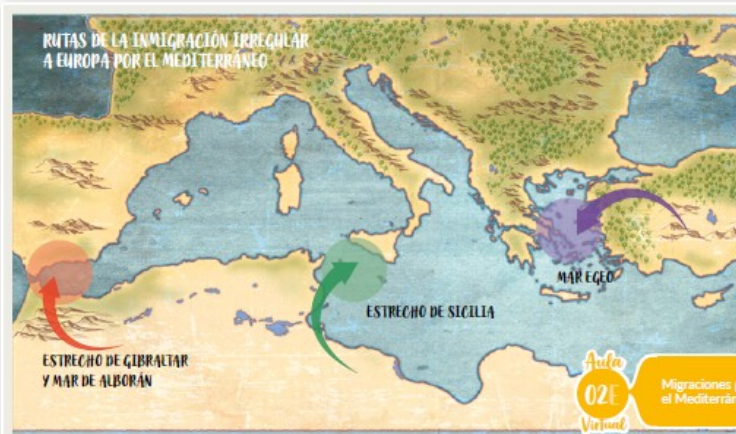 RUTAS DE LA INMIGRACIÓN IRREGULAR
A EUROPA POR EL MEDITERRÁNEO
MAR EGEO
ESTRECHO DE SICILIA
ESTRECHO DE GIBRALTAR
Y MAR DE ALBORÁN
Aula
02E
Virtual
Migraciones
el Mediterrán